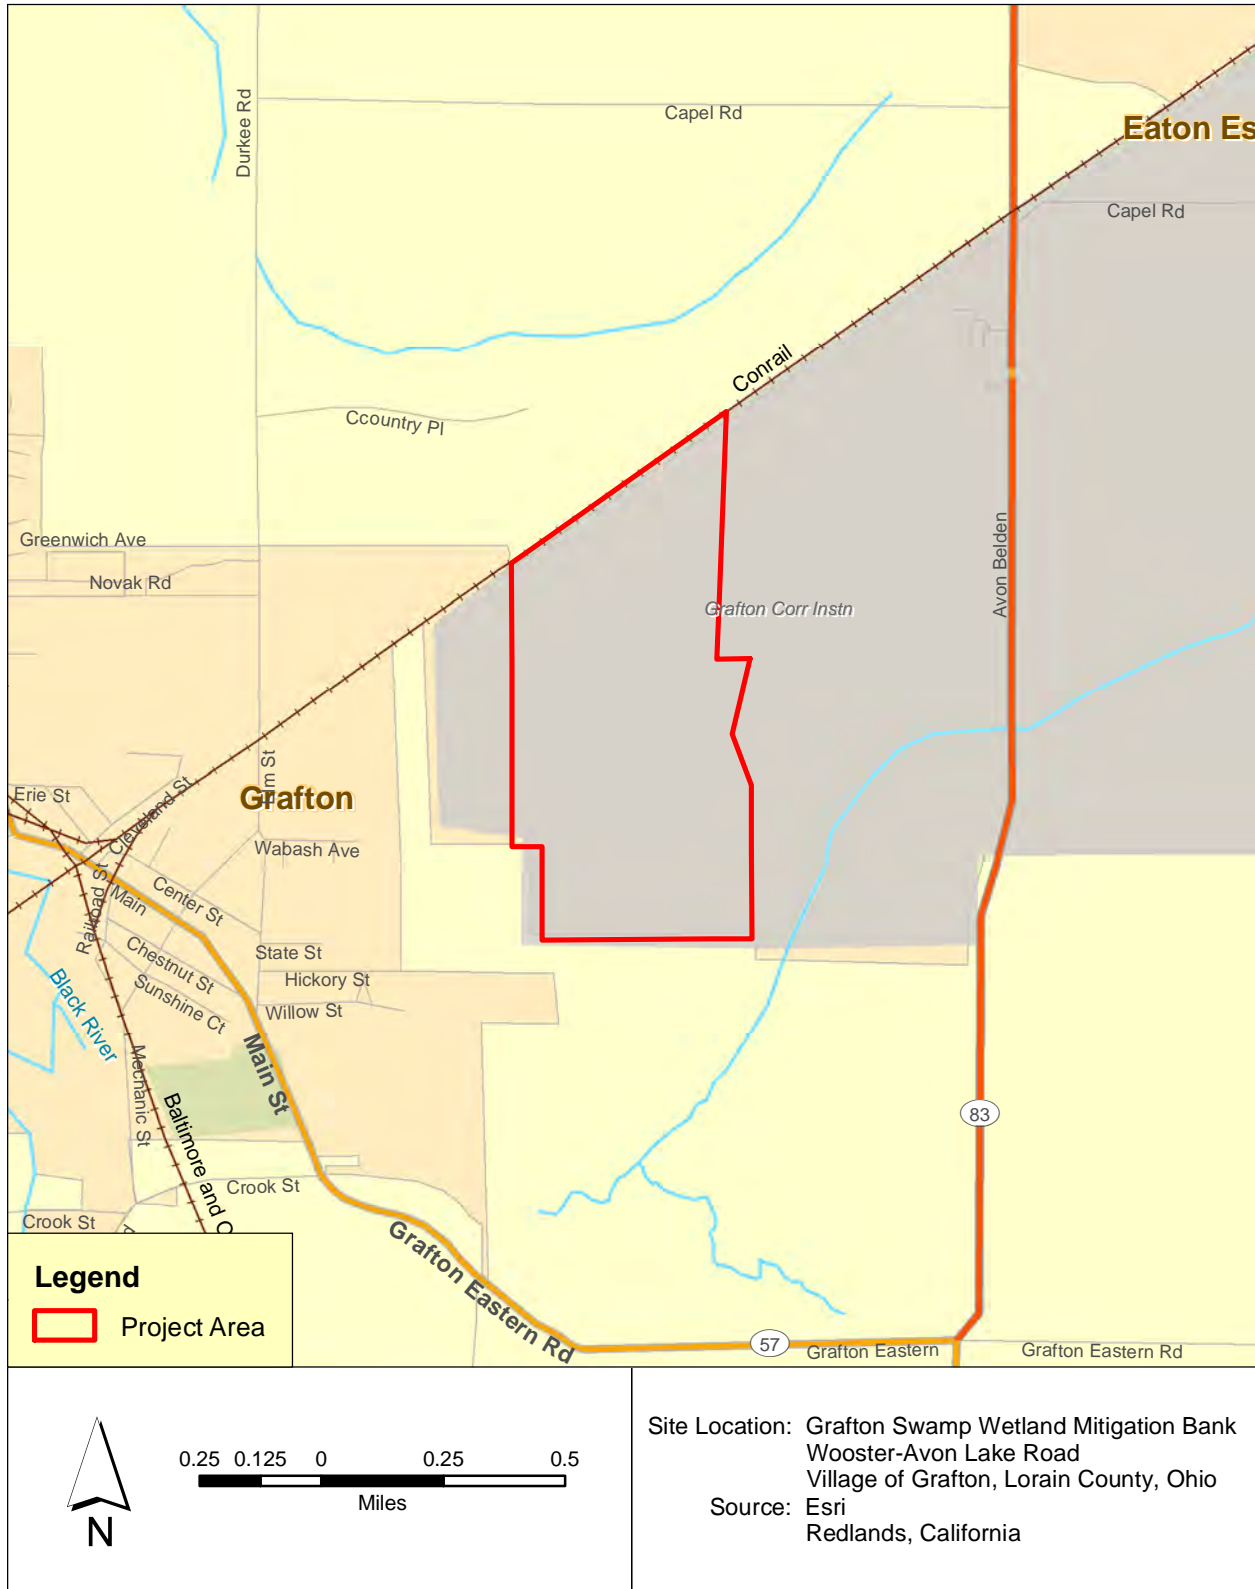 Durkee Rd
Capel Rd
Eaton Es
Capel Rd
Conrail
Ccountry Pl
Greenwich Ave
Novak Rd
Avon Belden
Grafton Corr Instn
Elm St
Grafton
Erie St
Cleveland St
Wabash Ave
Railroad St
Main
Center St
State St
Chestnut St
Hickory St
Sunshine Ct
Willow St
Black River
Main St
Mechanic St
Baltimore and O
83
Crook St
Crook St
d
Grafton Eastern Rd
57
Grafton Eastern
Grafton Eastern Rd
Legend
Project Area
N
0.25 0.125 0 0.25 0.5
Miles
Site Location: Grafton Swamp Wetland Mitigation Bank
Wooster-Avon Lake Road
Village of Grafton, Lorain County, Ohio
Source: Esri
Redlands, California